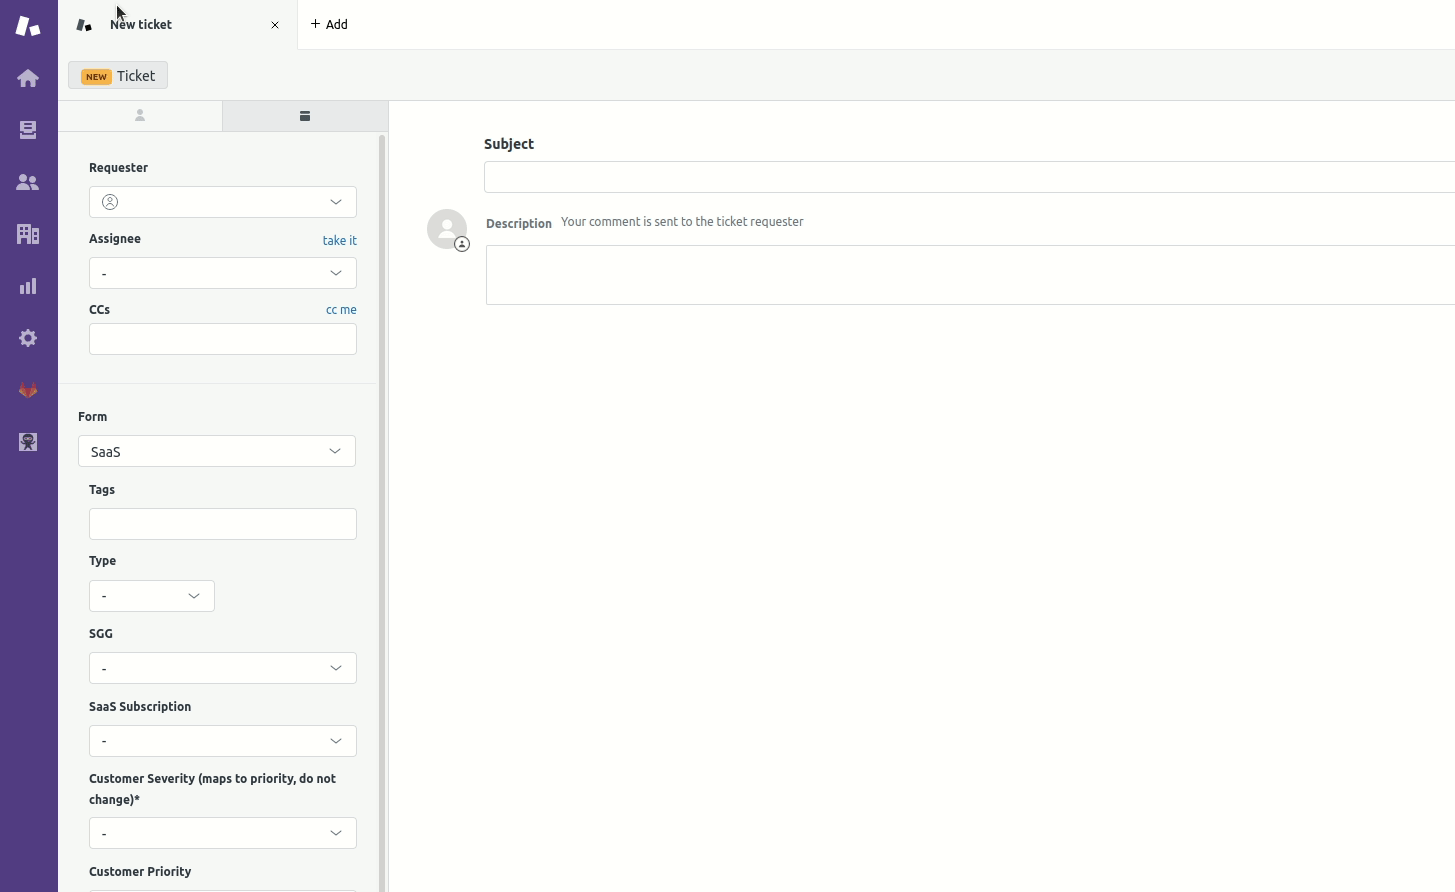 New ticket
+ Add
NEW Ticket
Requester
Assignee take it
-
CCs cc me
Form
SaaS
Tags
Type
-
SGG
-
SaaS Subscription
-
Customer Severity (maps to priority, do not
change)*
-
Customer Priority
Subject
Description Your comment is sent to the ticket requester